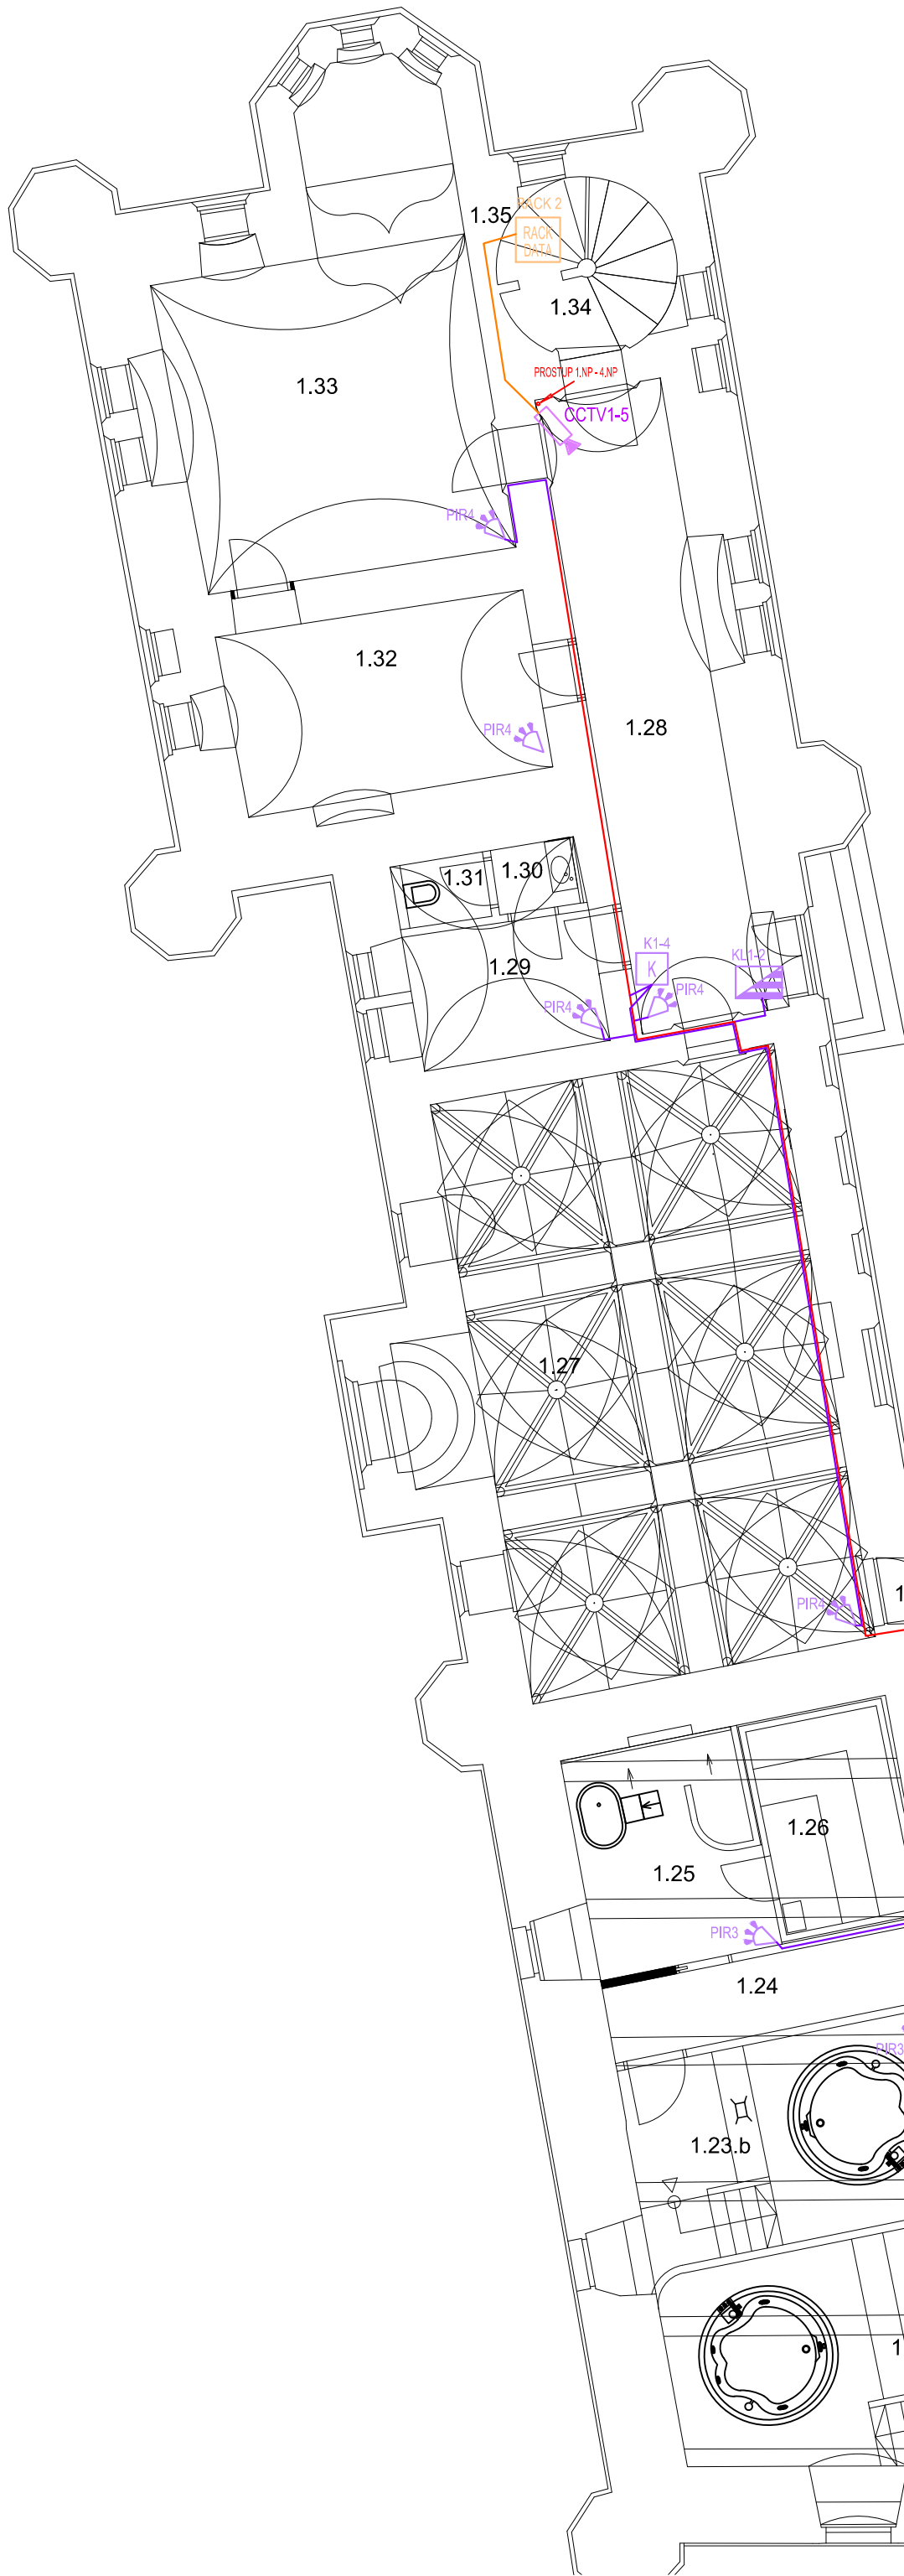 RACK 2
1.35
RACK
DATA
1.34
PROSTUP 1.NP - 4.NP
1.33
CCTV1-5
PIR4
1.32
1.28
PIR4
1.31
1.30
K1-4
KL1-2
1.29
K
PIR4
PIR4
1.27
PIR4
1.26
1.25
PIR3
1.24
PIR3
1.23.b